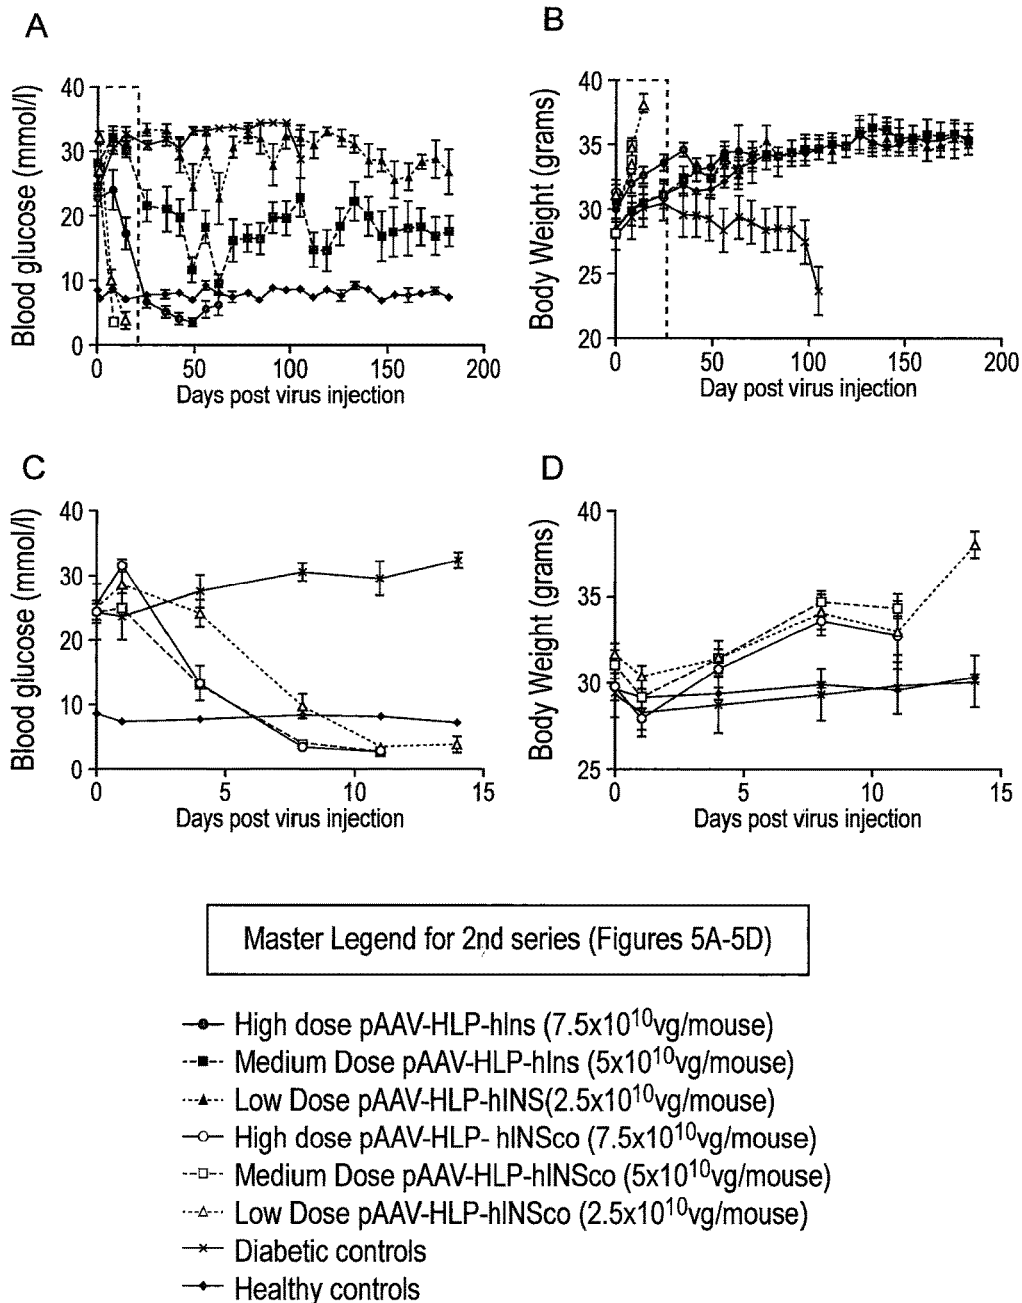 A
Blood glucose (mmol/l)
40
30
20
10
0
0 50 100 150 200
Days post virus injection
B
Body Weight (grams)
40
35
30
25
20
0 50 100 150 200
Day post virus injection
C
Blood glucose (mmol/l)
40
30
20
10
0
0 5 10 15
Days post virus injection
D
Body Weight (grams)
40
35
30
25
0 5 10 15
Days post virus injection
Master Legend for 2nd series (Figures 5A-5D)
High dose pAAV-HLP-hIns (7.5x10¹⁰vg/mouse)
Medium Dose pAAV-HLP-hIns (5x10¹⁰vg/mouse)
Low Dose pAAV-HLP-hINS(2.5x10¹⁰vg/mouse)
High dose pAAV-HLP- hINSco (7.5x10¹⁰vg/mouse)
Medium Dose pAAV-HLP-hINSco (5x10¹⁰vg/mouse)
Low Dose pAAV-HLP-hINSco (2.5x10¹⁰vg/mouse)
Diabetic controls
Healthy controls